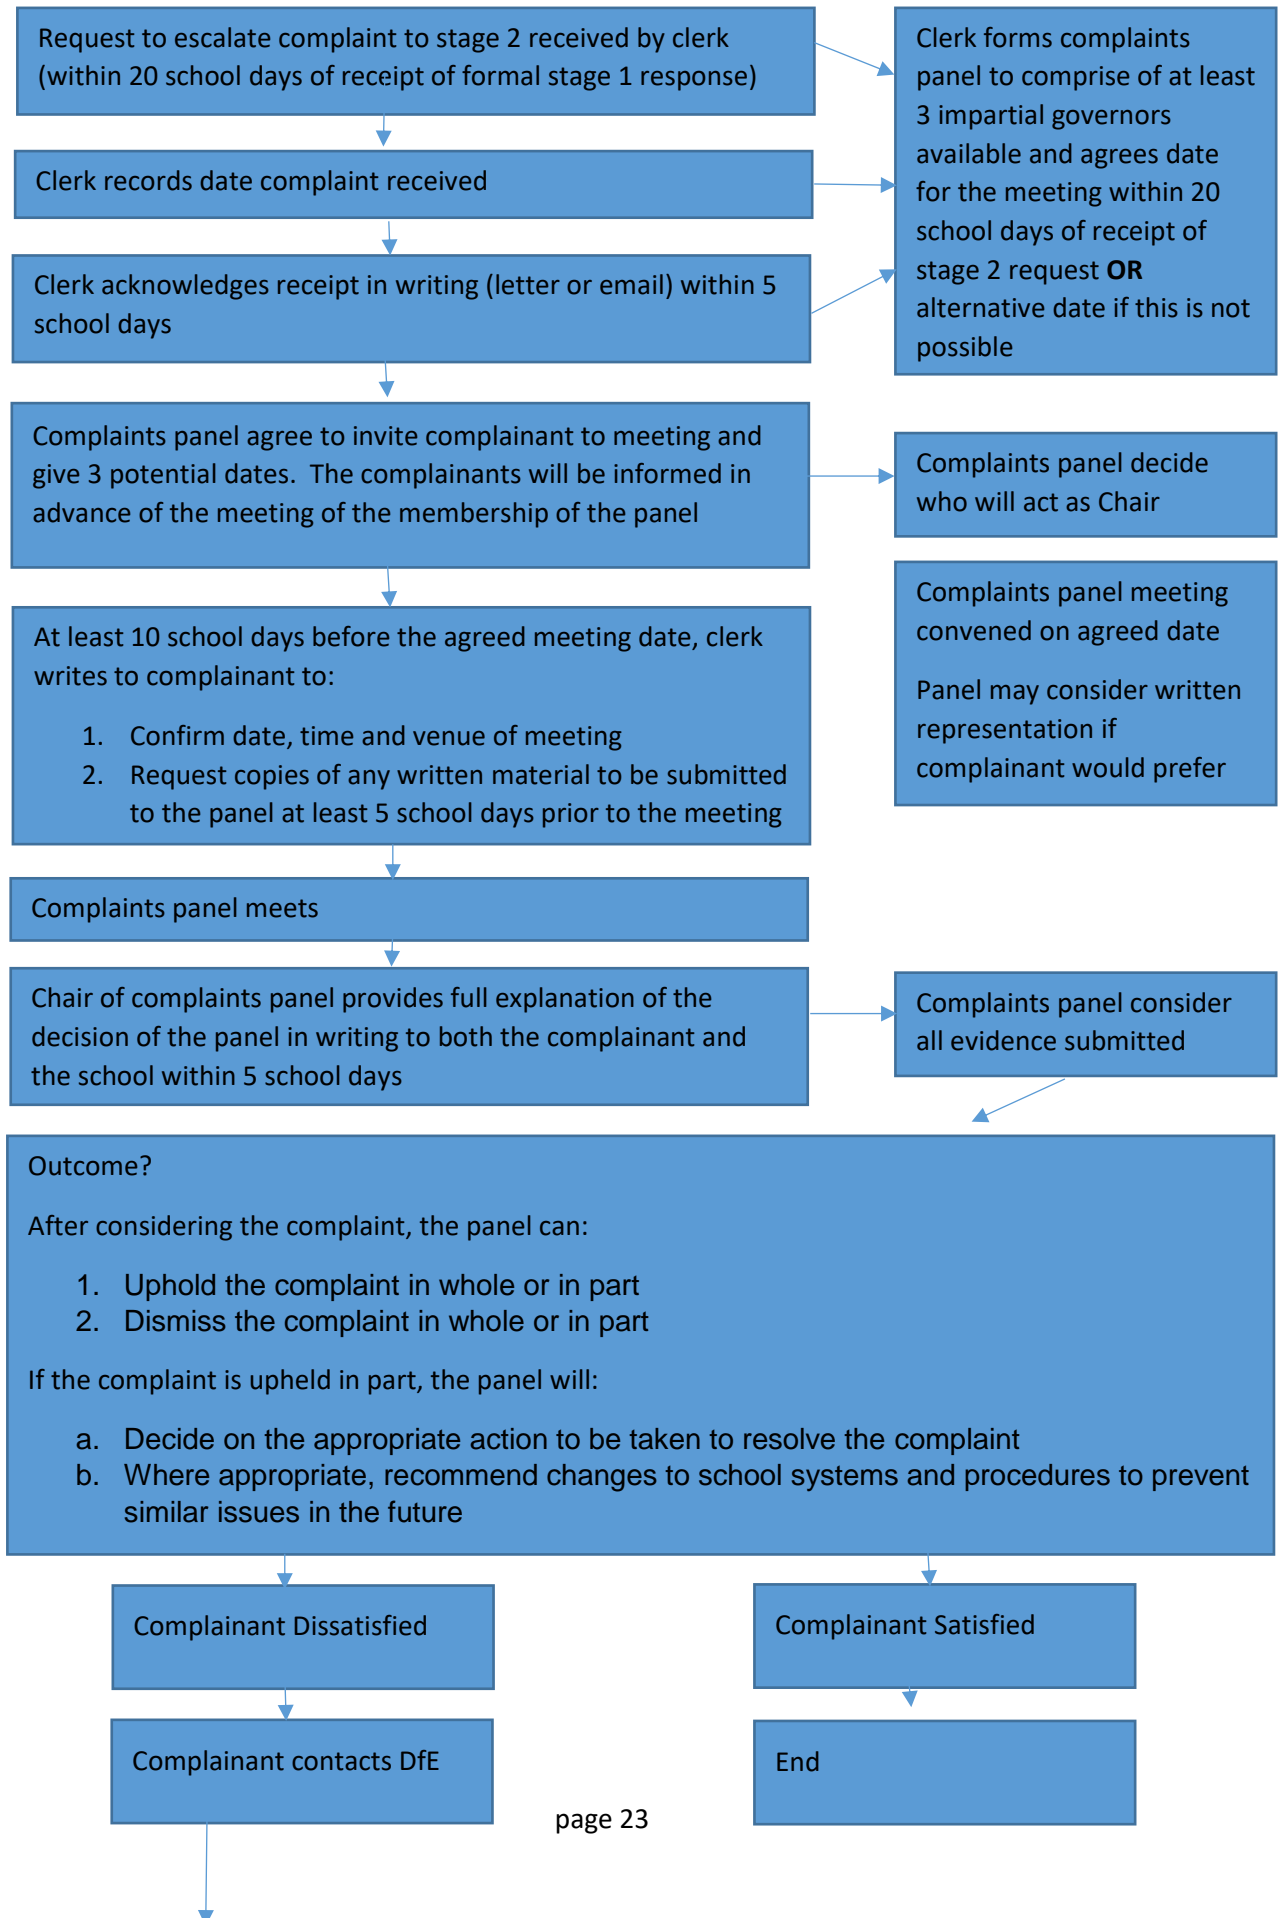 Request to escalate complaint to stage 2 received by clerk
(within 20 school days of receipt of formal stage 1 response)
Clerk forms complaints
panel to comprise of at least
3 impartial governors
available and agrees date
for the meeting within 20
school days of receipt of
stage 2 request OR
alternative date if this is not
possible
Clerk records date complaint received
Clerk acknowledges receipt in writing (letter or email) within 5
school days
Complaints panel agree to invite complainant to meeting and
give 3 potential dates.  The complainants will be informed in
advance of the meeting of the membership of the panel
Complaints panel decide
who will act as Chair
Complaints panel meeting
convened on agreed date
Panel may consider written
representation if
complainant would prefer
At least 10 school days before the agreed meeting date, clerk
writes to complainant to:
1. Confirm date, time and venue of meeting
2. Request copies of any written material to be submitted
to the panel at least 5 school days prior to the meeting
Complaints panel meets
Chair of complaints panel provides full explanation of the
decision of the panel in writing to both the complainant and
the school within 5 school days
Complaints panel consider
all evidence submitted
Outcome?
After considering the complaint, the panel can:
1. Uphold the complaint in whole or in part
2. Dismiss the complaint in whole or in part
If the complaint is upheld in part, the panel will:
a. Decide on the appropriate action to be taken to resolve the complaint
b. Where appropriate, recommend changes to school systems and procedures to prevent
similar issues in the future
Complainant Dissatisfied
Complainant Satisfied
Complainant contacts DfE
End
page 23